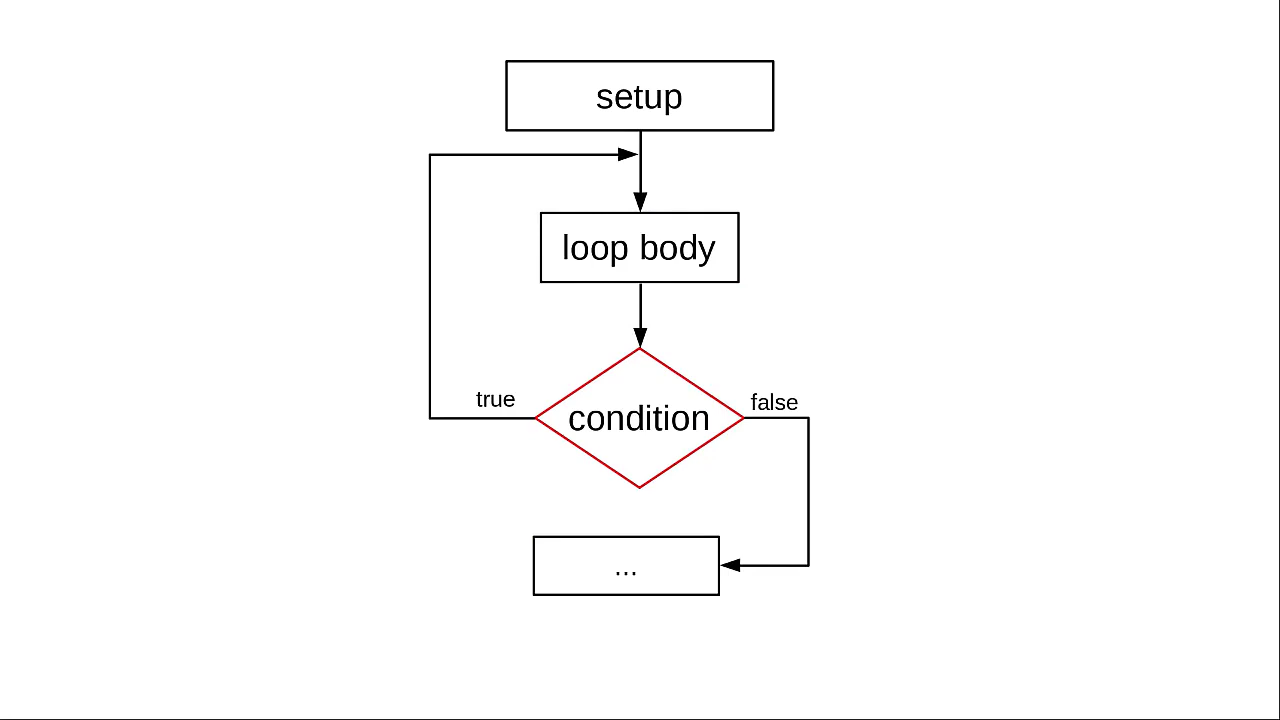 setup
loop body
true
condition
false
...